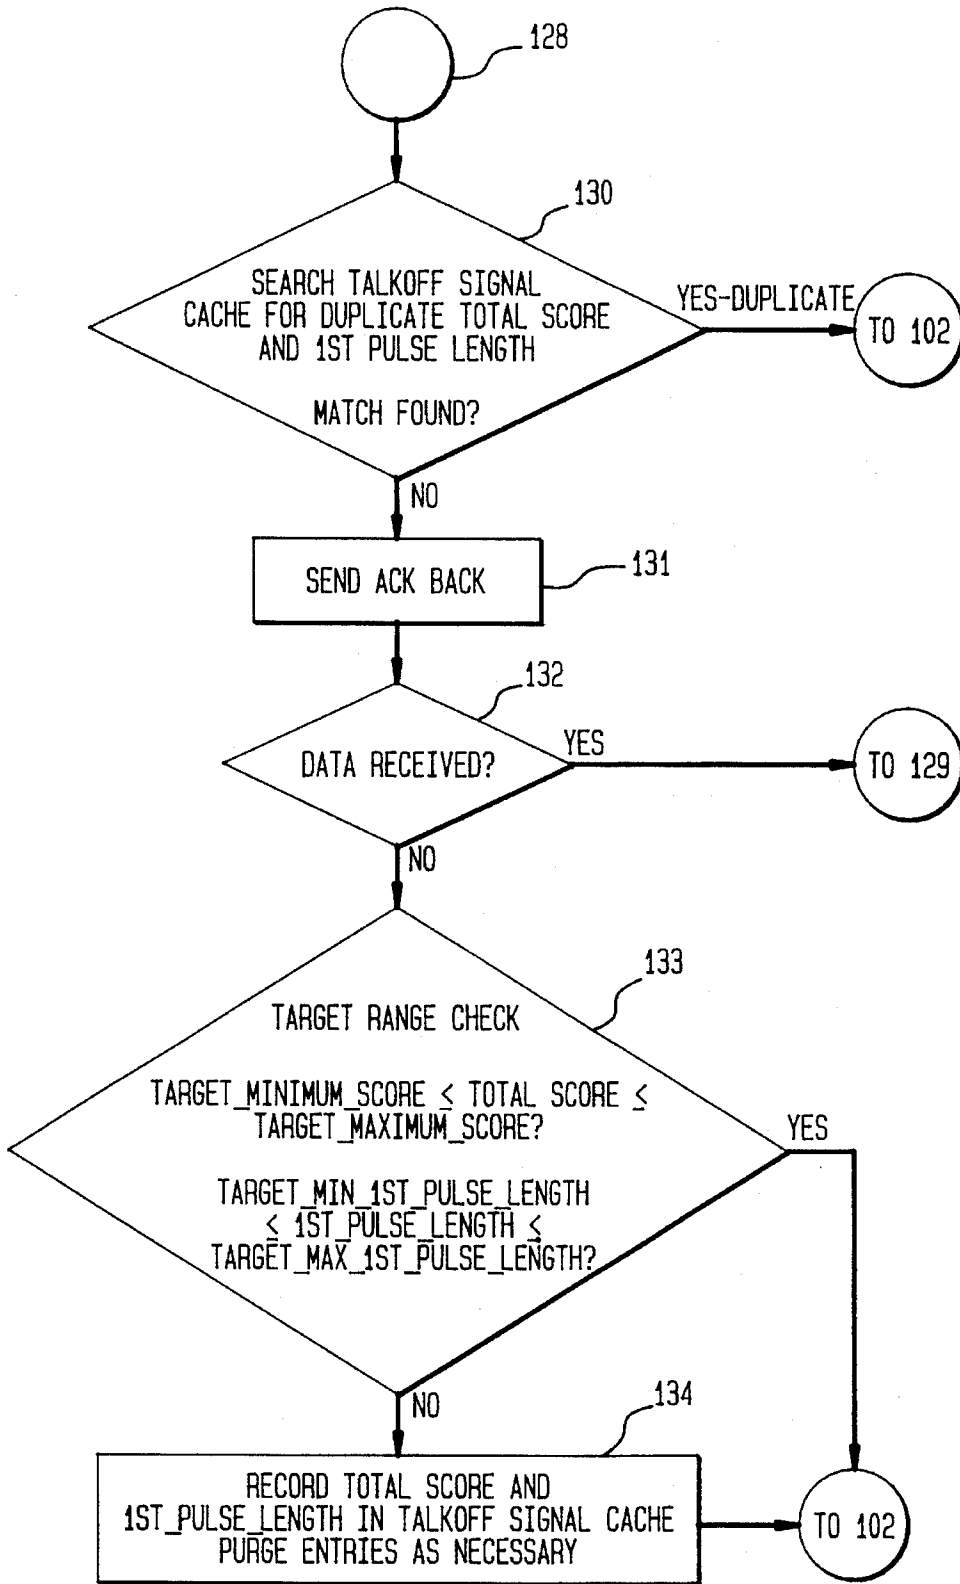 128
130
SEARCH TALKOFF SIGNAL
CACHE FOR DUPLICATE TOTAL SCORE
AND 1ST PULSE LENGTH
MATCH FOUND?
YES-DUPLICATE
TO 102
NO
SEND ACK BACK
131
132
DATA RECEIVED?
YES
TO 129
NO
133
TARGET RANGE CHECK
TARGET_MINIMUM_SCORE ≤ TOTAL SCORE ≤
TARGET_MAXIMUM_SCORE?
TARGET_MIN_1ST_PULSE_LENGTH
≤ 1ST_PULSE_LENGTH ≤
TARGET_MAX_1ST_PULSE_LENGTH?
YES
NO
134
RECORD TOTAL SCORE AND
1ST_PULSE_LENGTH IN TALKOFF SIGNAL CACHE
PURGE ENTRIES AS NECESSARY
TO 102